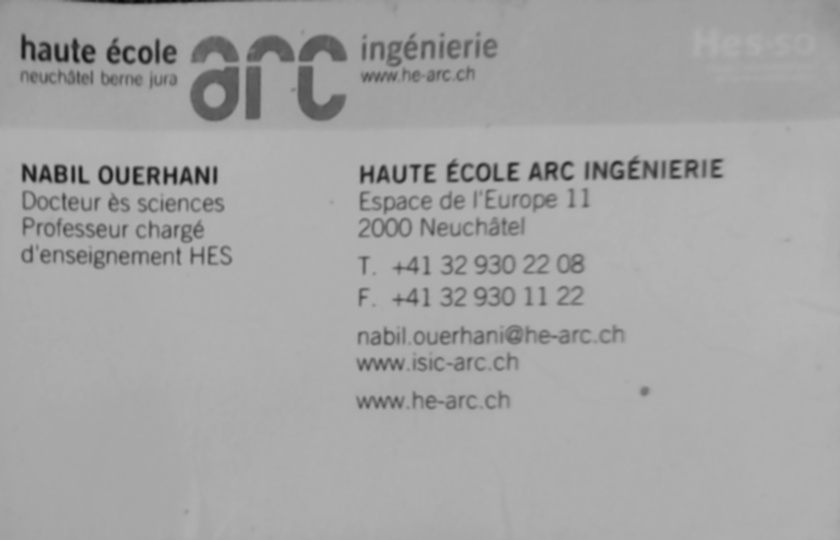 haute école
neuchâtel berne jura
arc
ingénierie
www.he-arc.ch
Hes·so
NABIL OUERHANI
Docteur ès sciences
Professeur chargé
d'enseignement HES
HAUTE ÉCOLE ARC INGÉNIERIE
Espace de l'Europe 11
2000 Neuchâtel
T. +41 32 930 22 08
F. +41 32 930 11 22
nabil.ouerhani@he-arc.ch
www.isic-arc.ch
www.he-arc.ch